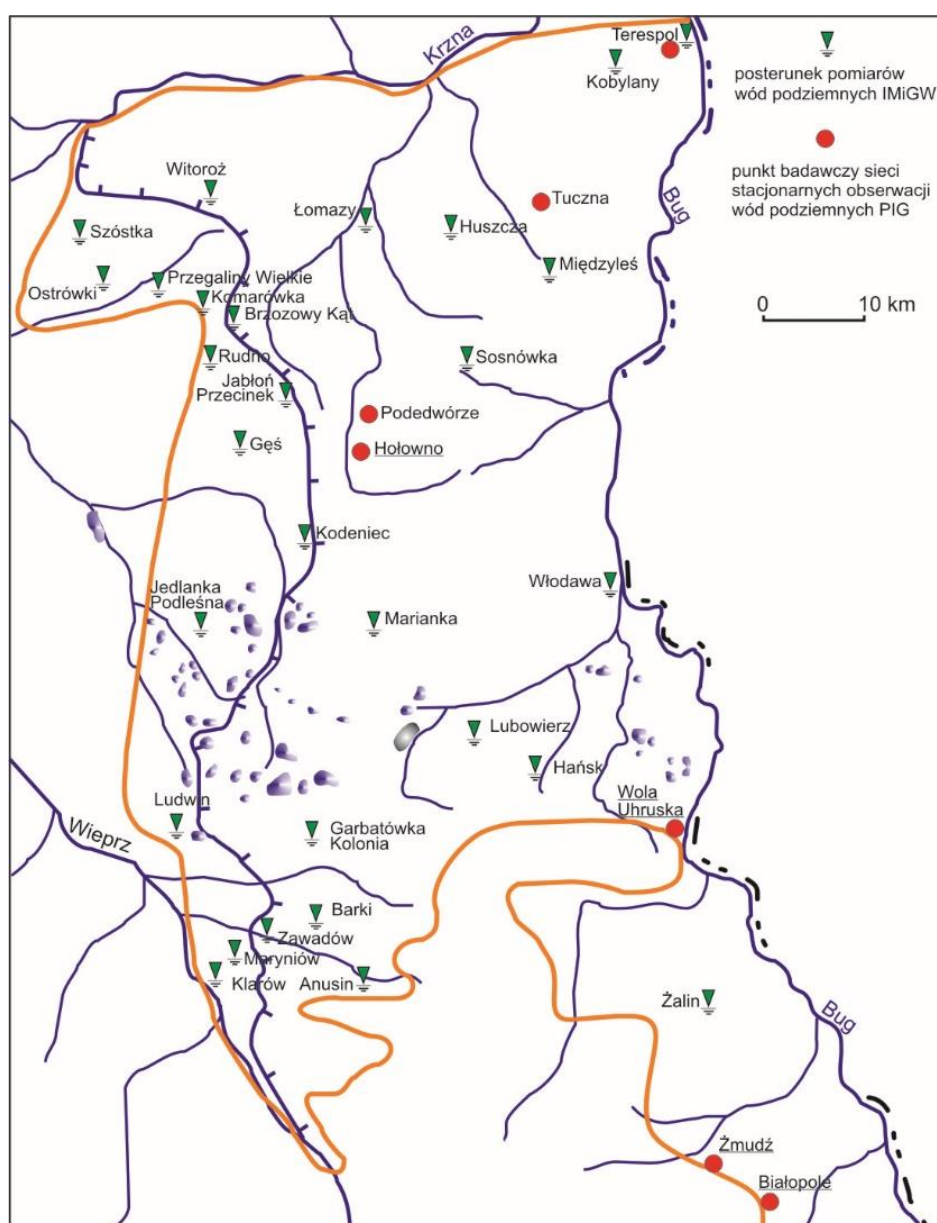 Krzna
Terespol
Kobylany
posterunek pomiarów
wód podziemnych IMiGW
punkt badawczy sieci
stacjonarnych obserwacji
wód podziemnych PIG
Witoroż
Tuczna
Bug
Łomazy
Huszcza
Szóstka
Międzyleś
Ostrówki
Przegaliny Wielkie
Komarówka
Brzozowy Kąt
0 10 km
Rudno
Sosnówka
Jabłoń
Przecinek
Podedwórze
Gęś
Hołowno
Kodeniec
Włodawa
Jedlanka
Podleśna
Marianka
Lubowierz
Hańsk
Ludwin
Wola
Uhruska
Wieprz
Garbatówka
Kolonia
Barki
Zawadów
Maryniów
Klarów
Anusin
Żalin
Bug
Żmudź
Białopole